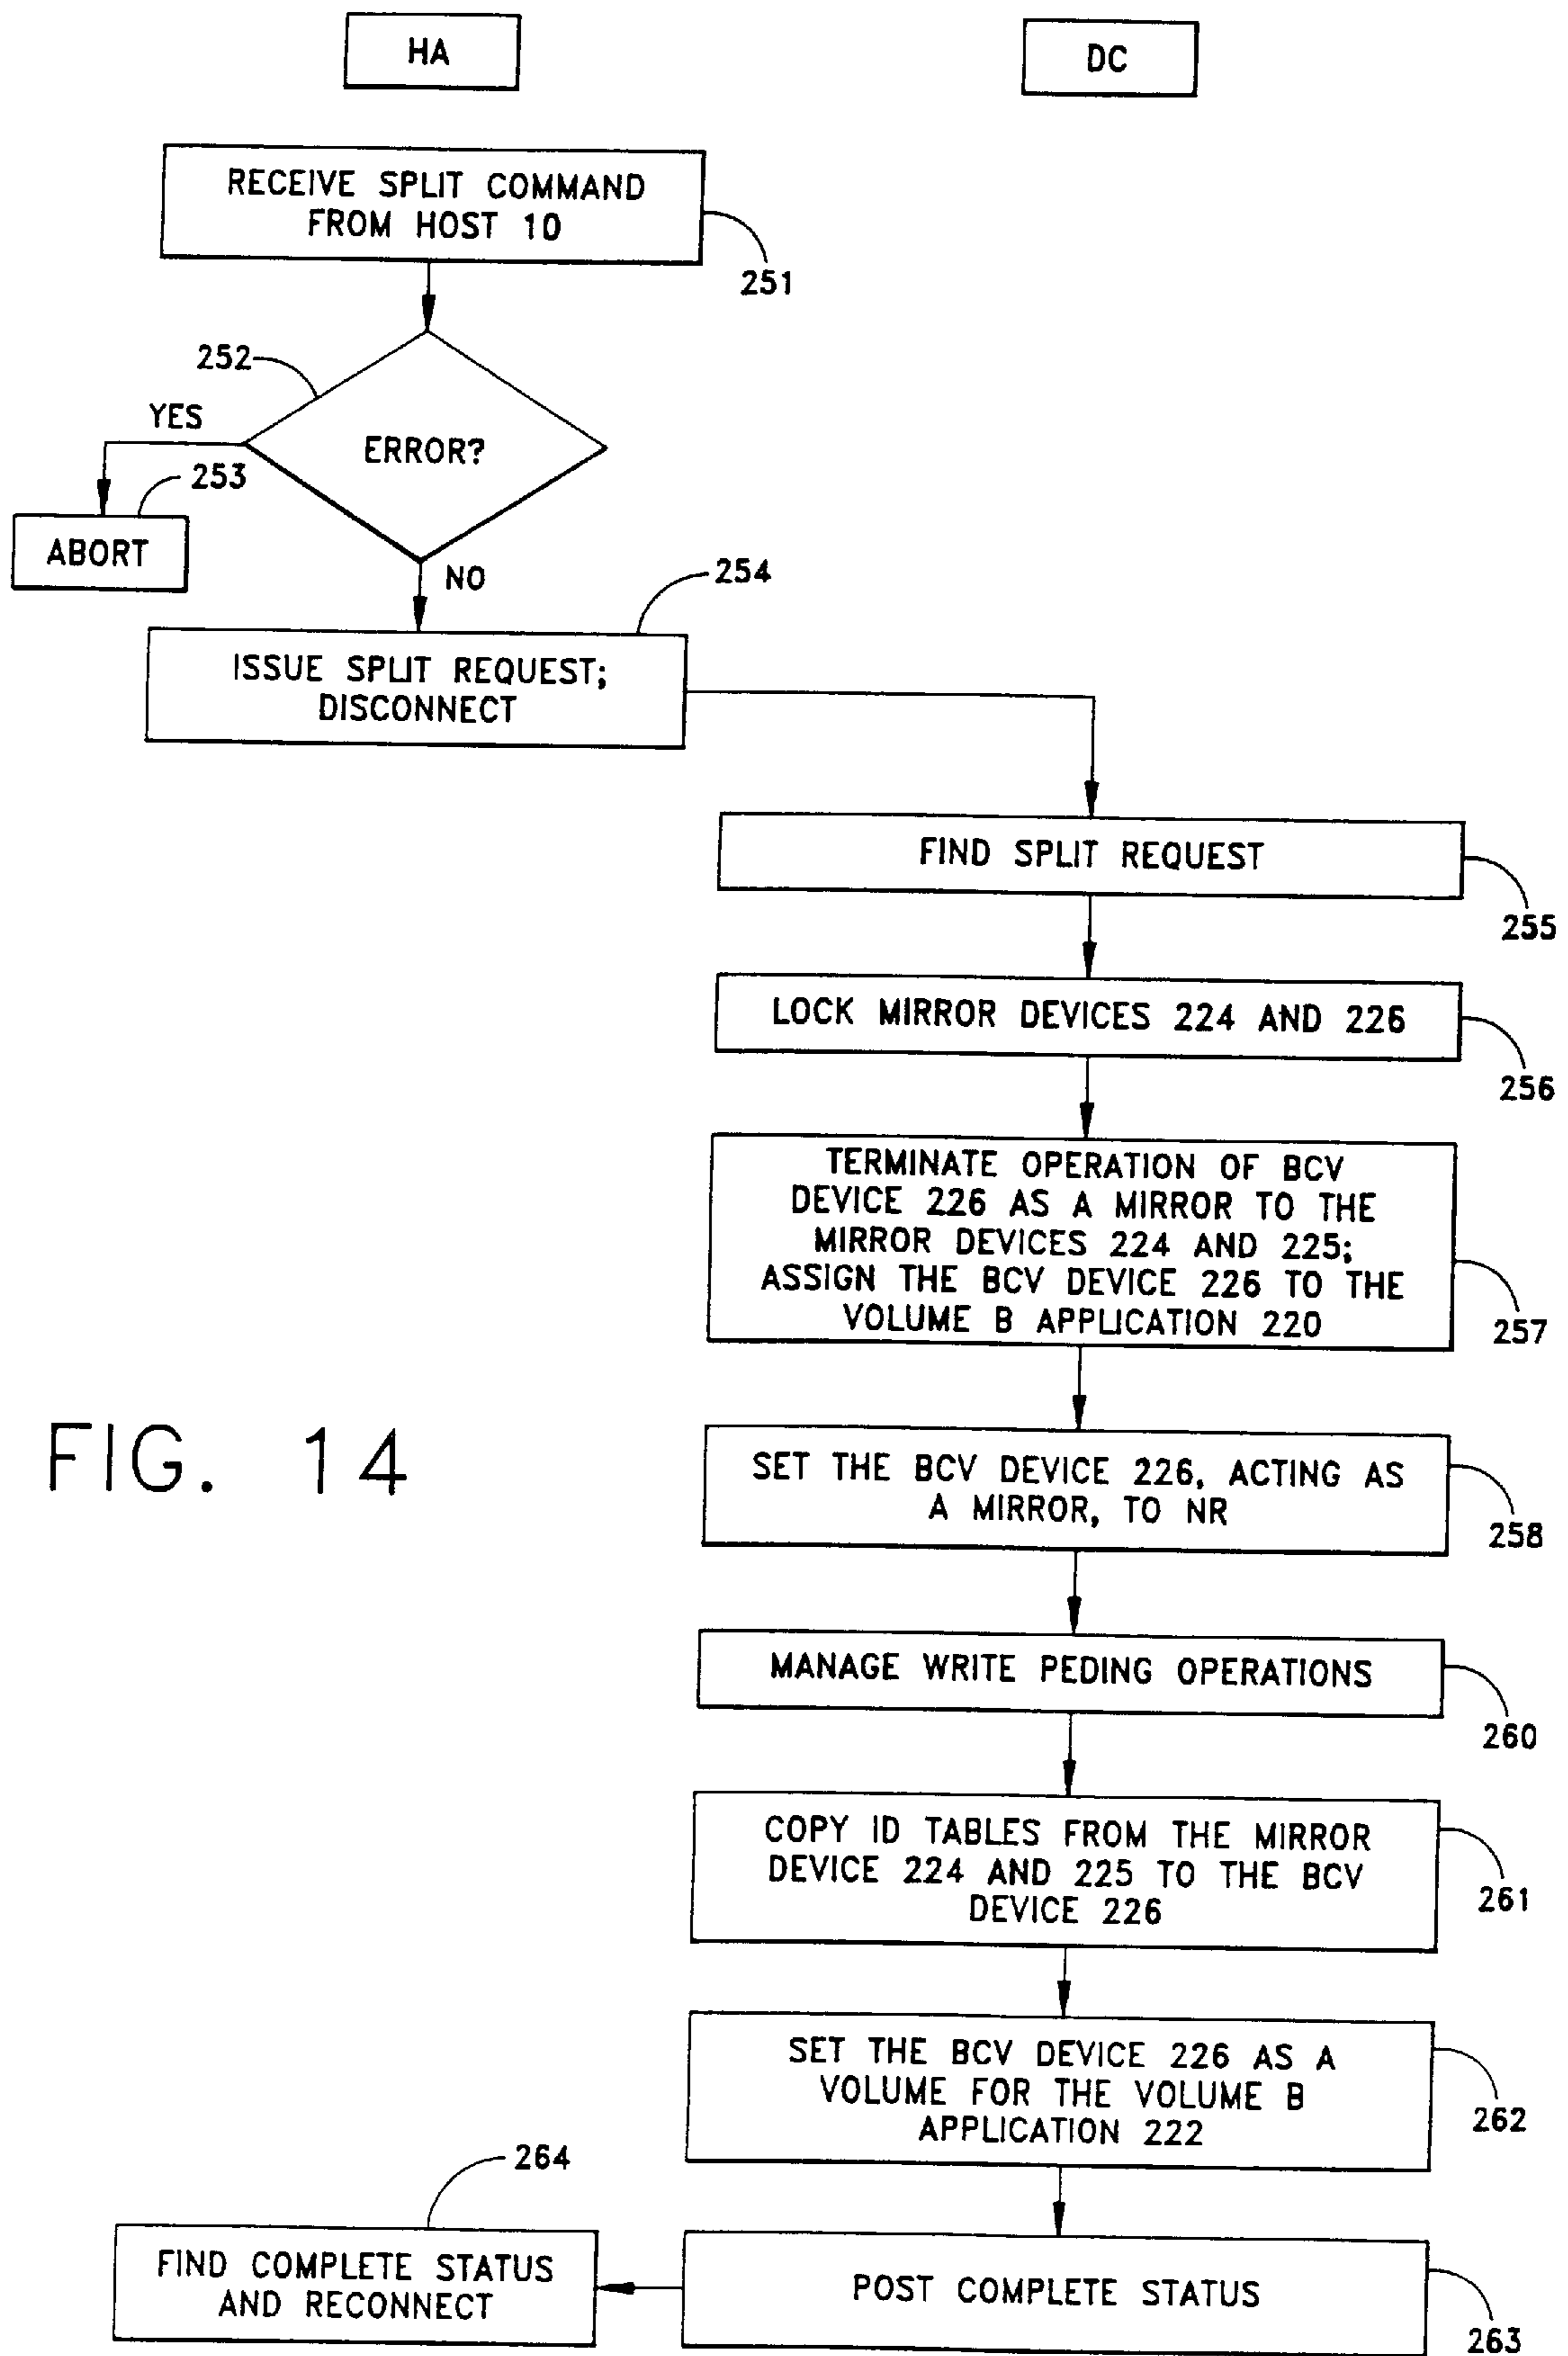 HA
DC
RECEIVE SPLIT COMMAND
FROM HOST 10
251
252
YES
ERROR?
253
ABORT
NO
254
ISSUE SPLIT REQUEST;
DISCONNECT
FIND SPLIT REQUEST
255
LOCK MIRROR DEVICES 224 AND 226
256
TERMINATE OPERATION OF BCV
DEVICE 226 AS A MIRROR TO THE
MIRROR DEVICES 224 AND 225;
ASSIGN THE BCV DEVICE 226 TO THE
VOLUME B APPLICATION 220
257
FIG. 14
SET THE BCV DEVICE 226, ACTING AS
A MIRROR, TO NR
258
MANAGE WRITE PEDING OPERATIONS
260
COPY ID TABLES FROM THE MIRROR
DEVICE 224 AND 225 TO THE BCV
DEVICE 226
261
SET THE BCV DEVICE 226 AS A
VOLUME FOR THE VOLUME B
APPLICATION 222
262
264
FIND COMPLETE STATUS
AND RECONNECT
POST COMPLETE STATUS
263